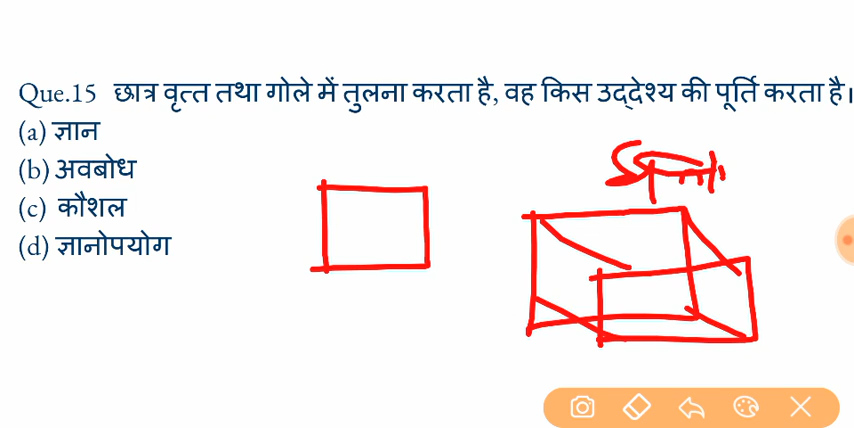 Que.15 छात्र वृत्त तथा गोले में तुलना करता है, वह किस उद्देश्य की पूर्ति करता है।
(a) ज्ञान
(b) अवबोध
(c) कौशल
(d) ज्ञानोपयोग